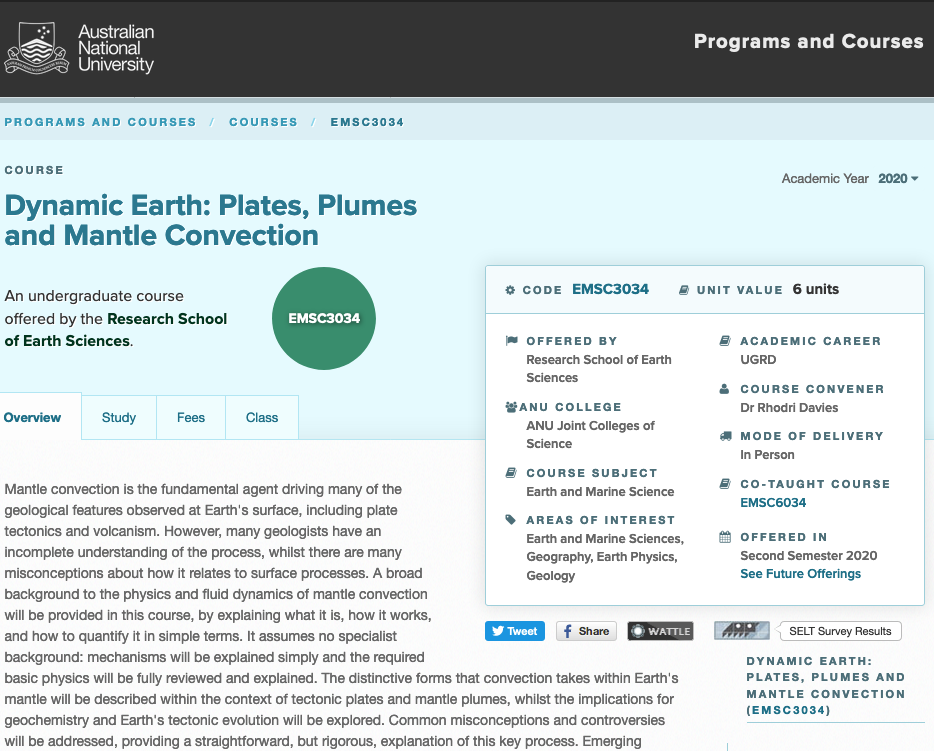 Australian
National
University
Programs and Courses
PROGRAMS AND COURSES / COURSES / EMSC3034
COURSE
Academic Year 2020
Dynamic Earth: Plates, Plumes
and Mantle Convection
An undergraduate course
offered by the Research School
of Earth Sciences.
EMSC3034
CODE EMSC3034 UNIT VALUE 6 units
OFFERED BY
Research School of Earth
Sciences
ANU COLLEGE
ANU Joint Colleges of
Science
COURSE SUBJECT
Earth and Marine Science
AREAS OF INTEREST
Earth and Marine Sciences,
Geography, Earth Physics,
Geology
ACADEMIC CAREER
UGRD
COURSE CONVENER
Dr Rhodri Davies
MODE OF DELIVERY
In Person
CO-TAUGHT COURSE
EMSC6034
OFFERED IN
Second Semester 2020
See Future Offerings
Overview Study Fees Class
Mantle convection is the fundamental agent driving many of the
geological features observed at Earth's surface, including plate
tectonics and volcanism. However, many geologists have an
incomplete understanding of the process, whilst there are many
misconceptions about how it relates to surface processes. A broad
background to the physics and fluid dynamics of mantle convection
will be provided in this course, by explaining what it is, how it works,
and how to quantify it in simple terms. It assumes no specialist
background: mechanisms will be explained simply and the required
basic physics will be fully reviewed and explained. The distinctive forms that convection takes within Earth's
mantle will be described within the context of tectonic plates and mantle plumes, whilst the implications for
geochemistry and Earth's tectonic evolution will be explored. Common misconceptions and controversies
will be addressed, providing a straightforward, but rigorous, explanation of this key process. Emerging
Tweet Share WATTLE SELT Survey Results
DYNAMIC EARTH:
PLATES, PLUMES AND
MANTLE CONVECTION
(EMSC3034)